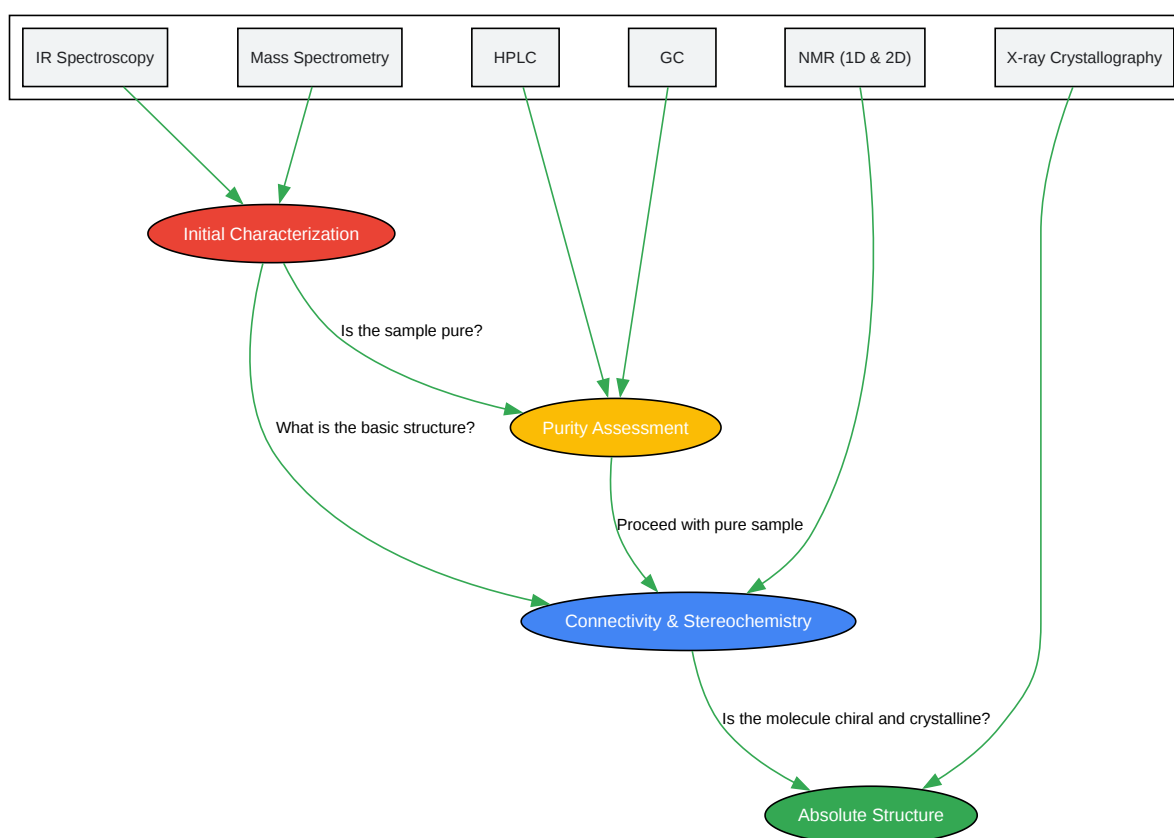 IR Spectroscopy
Mass Spectrometry
HPLC
GC
NMR (1D & 2D)
X-ray Crystallography
Initial Characterization
Is the sample pure?
What is the basic structure?
Purity Assessment
Proceed with pure sample
Connectivity & Stereochemistry
Is the molecule chiral and crystalline?
Absolute Structure